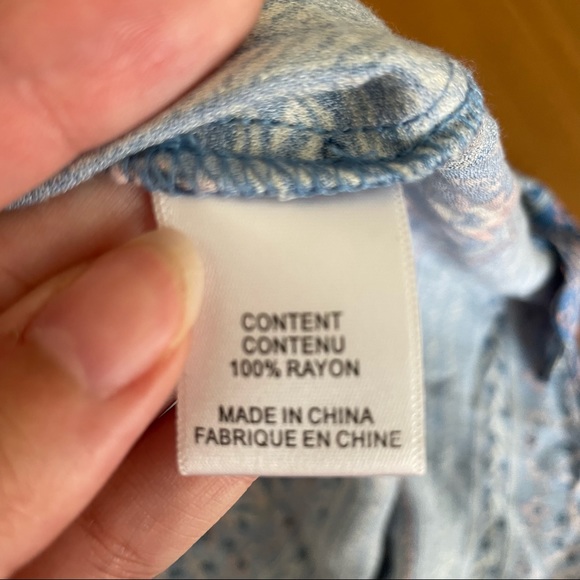 CONTENT
CONTENU
100% RAYON
MADE IN CHINA
FABRIQUE EN CHINE